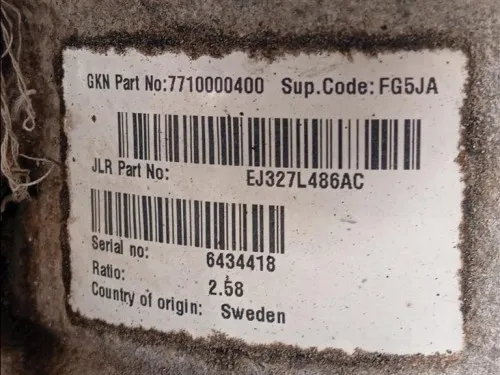 GKN Part No:7710000400 Sup.Code:FG5JA
JLR Part No: EJ327L486AC
Serial no: 6434418
Ratio: 2.58
Country of origin: Sweden